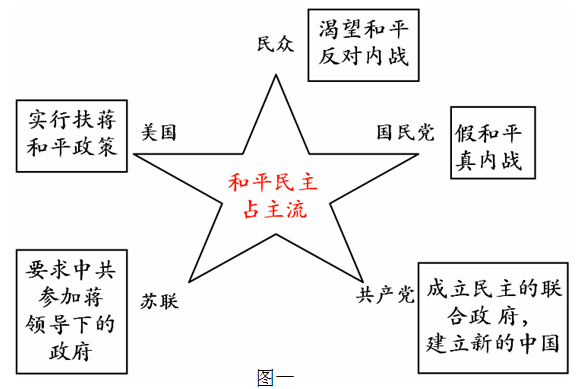 民众
渴望和平
反对内战
美国
实行扶蒋
和平政策
国民党
假和平
真内战
和平民主
占主流
苏联
要求中共
参加蒋
领导下的
政府
共产党
成立民主的联
合政府，
建立新的中国
图一